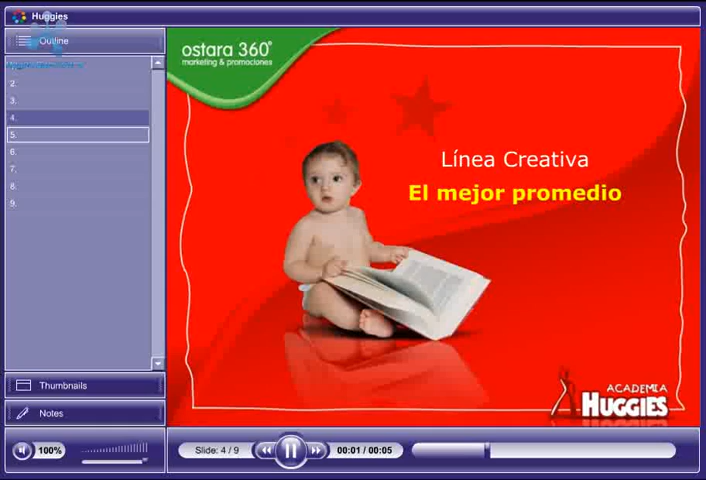 Huggies
Outline
2.
3.
4.
5.
6.
7.
8.
9.
Thumbnails
Notes
100%
ostara 360°
marketing & promociones
Línea Creativa
El mejor promedio
ACADEMIA
HUGGIES
Slide: 4 / 9
00:01 / 00:05